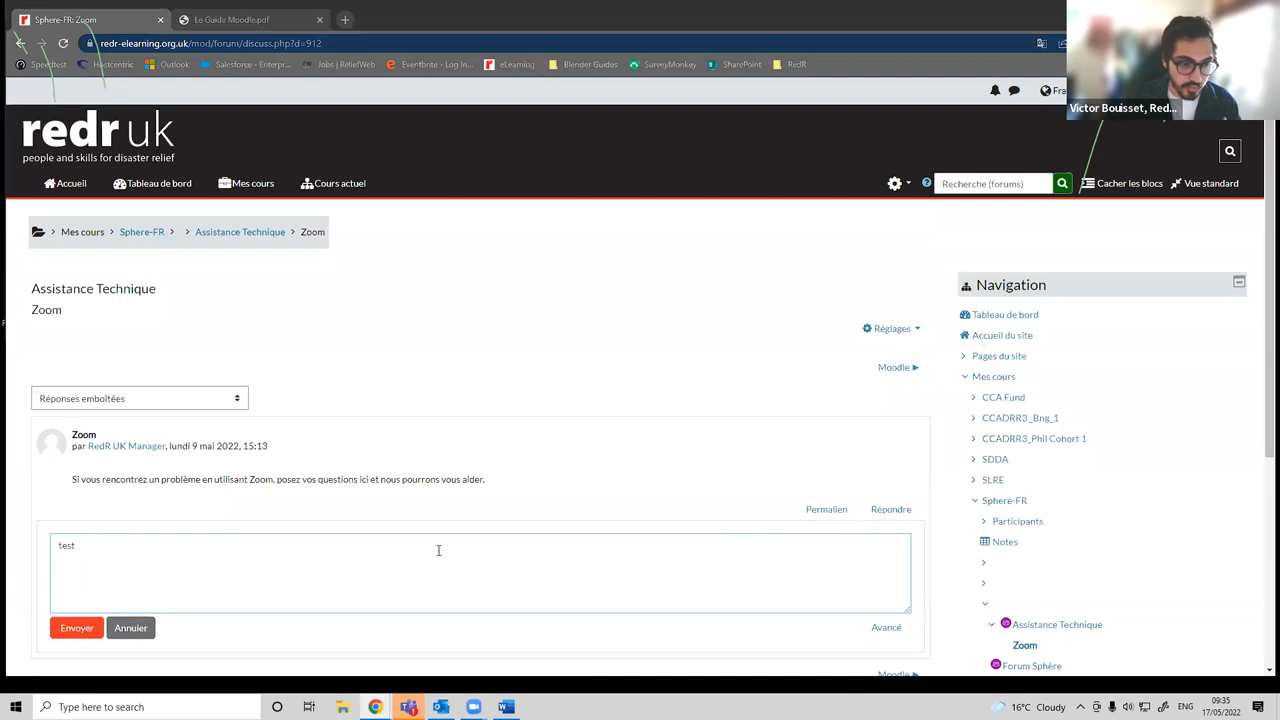 Sphere-FR: Zoom
Le Guide Moodle.pdf
redr-elearning.org.uk/mod/forum/discuss.php?d=912
Speedtest Hostcentric Outlook Salesforce - Enterpr... Jobs | ReliefWeb Eventbrite - Log In... eLearning Blender Guides SurveyMonkey SharePoint RedR
Victor Bouisset, Red...
Fra
redr uk
people and skills for disaster relief
Accueil Tableau de bord Mes cours Cours actuel Recherche (forums) Cacher les blocs Vue standard
Mes cours Sphere-FR Assistance Technique Zoom
Assistance Technique
Zoom
Réglages
Moodle
Réponses emboîtées
Zoom
par RedR UK Manager, lundi 9 mai 2022, 15:13
Si vous rencontrez un problème en utilisant Zoom, posez vos questions ici et nous pourrons vous aider.
Permalien Répondre
test
Envoyer Annuler Avancé
Moodle
Navigation
Tableau de bord
Accueil du site
Pages du site
Mes cours
CCA Fund
CCADRR3 _Bng_1
CCADRR3_Phil Cohort 1
SDDA
SLRE
Sphere-FR
Participants
Notes
Assistance Technique
Zoom
Forum Sphère
Type here to search
16°C Cloudy
ENG
09:35
17/05/2022